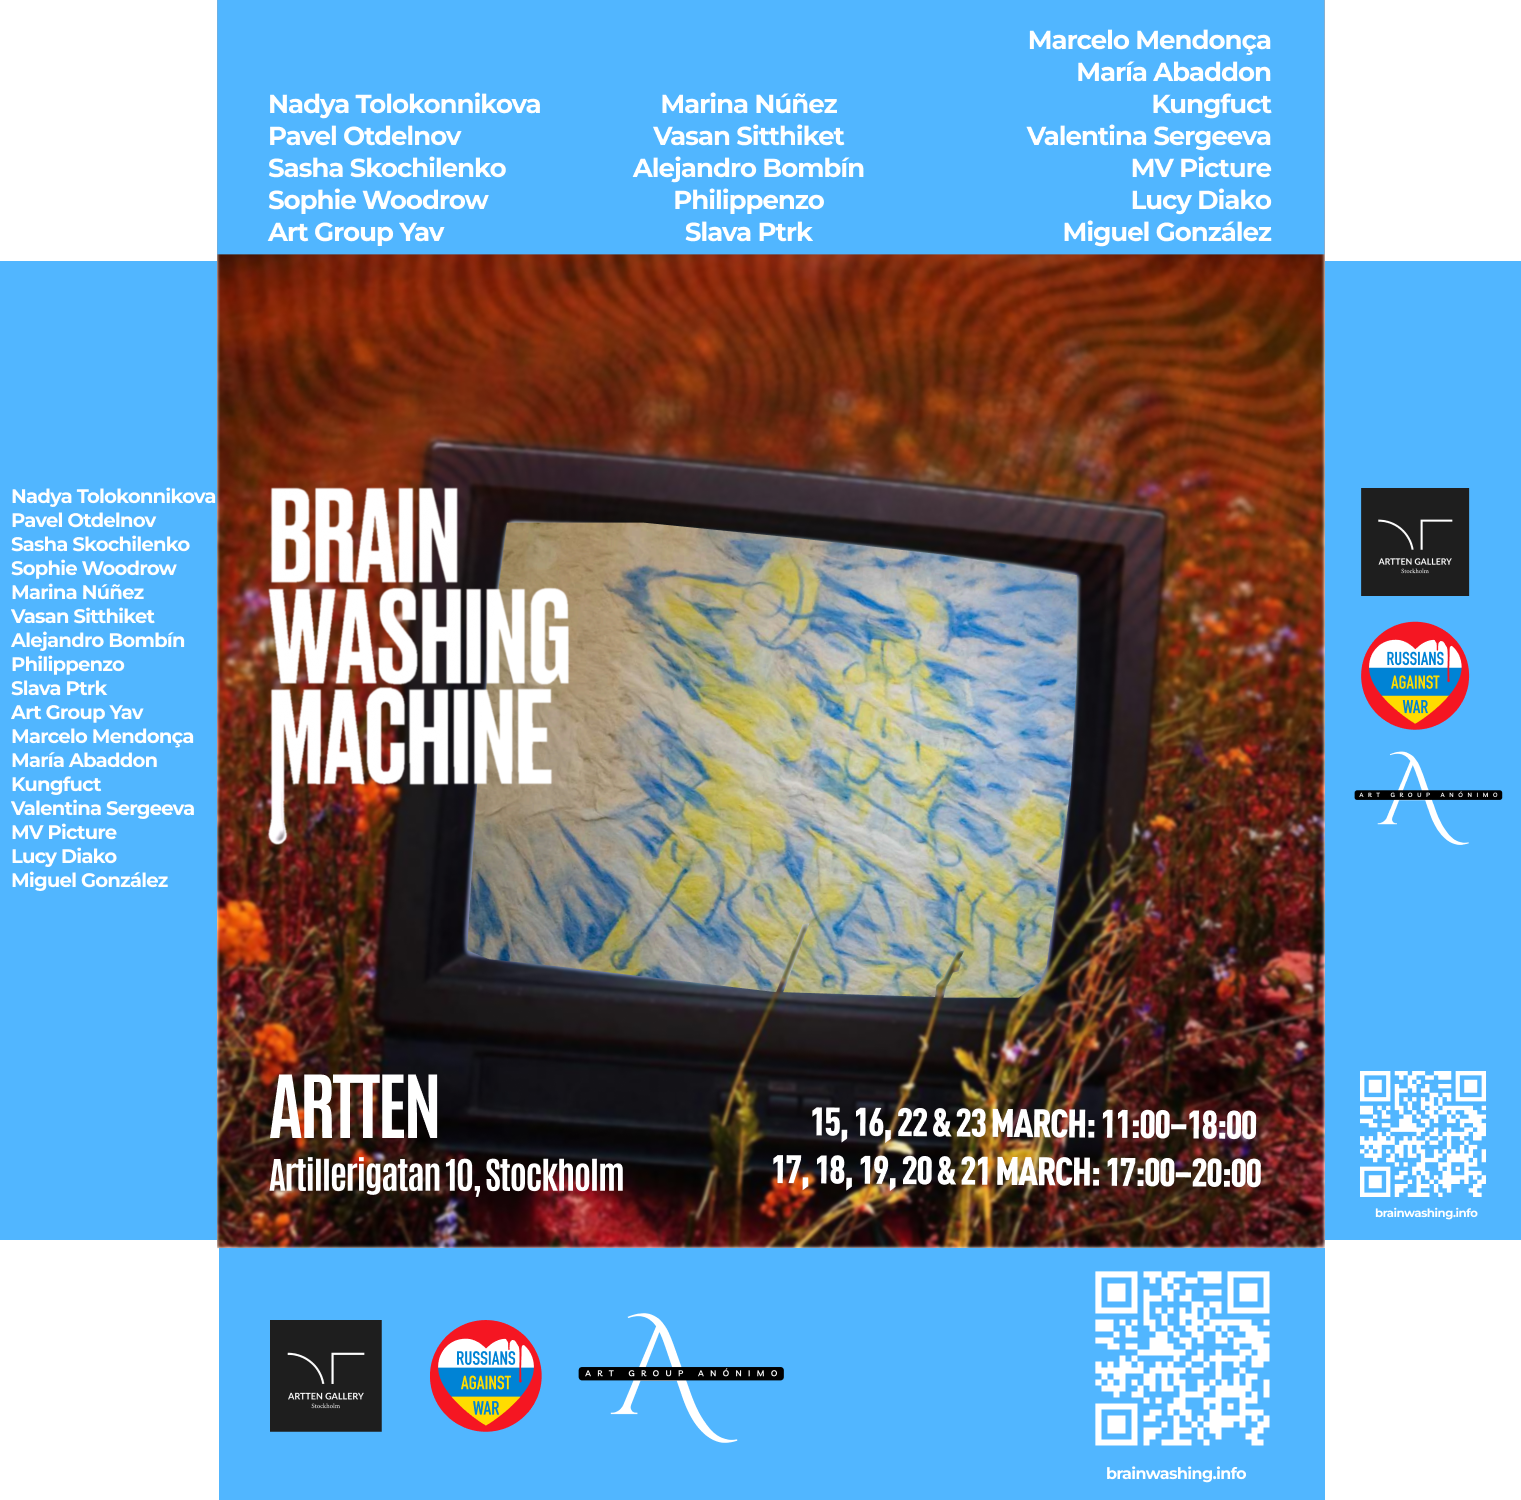 Nadya Tolokonnikova
Pavel Otdelnov
Sasha Skochilenko
Sophie Woodrow
Art Group Yav
Marina Núñez
Vasan Sitthiket
Alejandro Bombín
Philippenzo
Slava Ptrk
Marcelo Mendonça
María Abaddon
Kungfuct
Valentina Sergeeva
MV Picture
Lucy Diako
Miguel González
Nadya Tolokonnikova
Pavel Otdelnov
Sasha Skochilenko
Sophie Woodrow
Marina Núñez
Vasan Sitthiket
Alejandro Bombín
Philippenzo
Slava Ptrk
Art Group Yav
Marcelo Mendonça
María Abaddon
Kungfuct
Valentina Sergeeva
MV Picture
Lucy Diako
Miguel González
BRAIN
WASHING
MACHINE
ARTTEN
Artillerigatan 10, Stockholm
15, 16, 22 & 23 MARCH: 11:00–18:00
17, 18, 19, 20 & 21 MARCH: 17:00–20:00
ARTTEN GALLERY
Stockholm
RUSSIANS
AGAINST
WAR
A
ART GROUP ANÓNIMO
brainwashing.info
ARTTEN GALLERY
Stockholm
RUSSIANS
AGAINST
WAR
A
ART GROUP ANÓNIMO
brainwashing.info